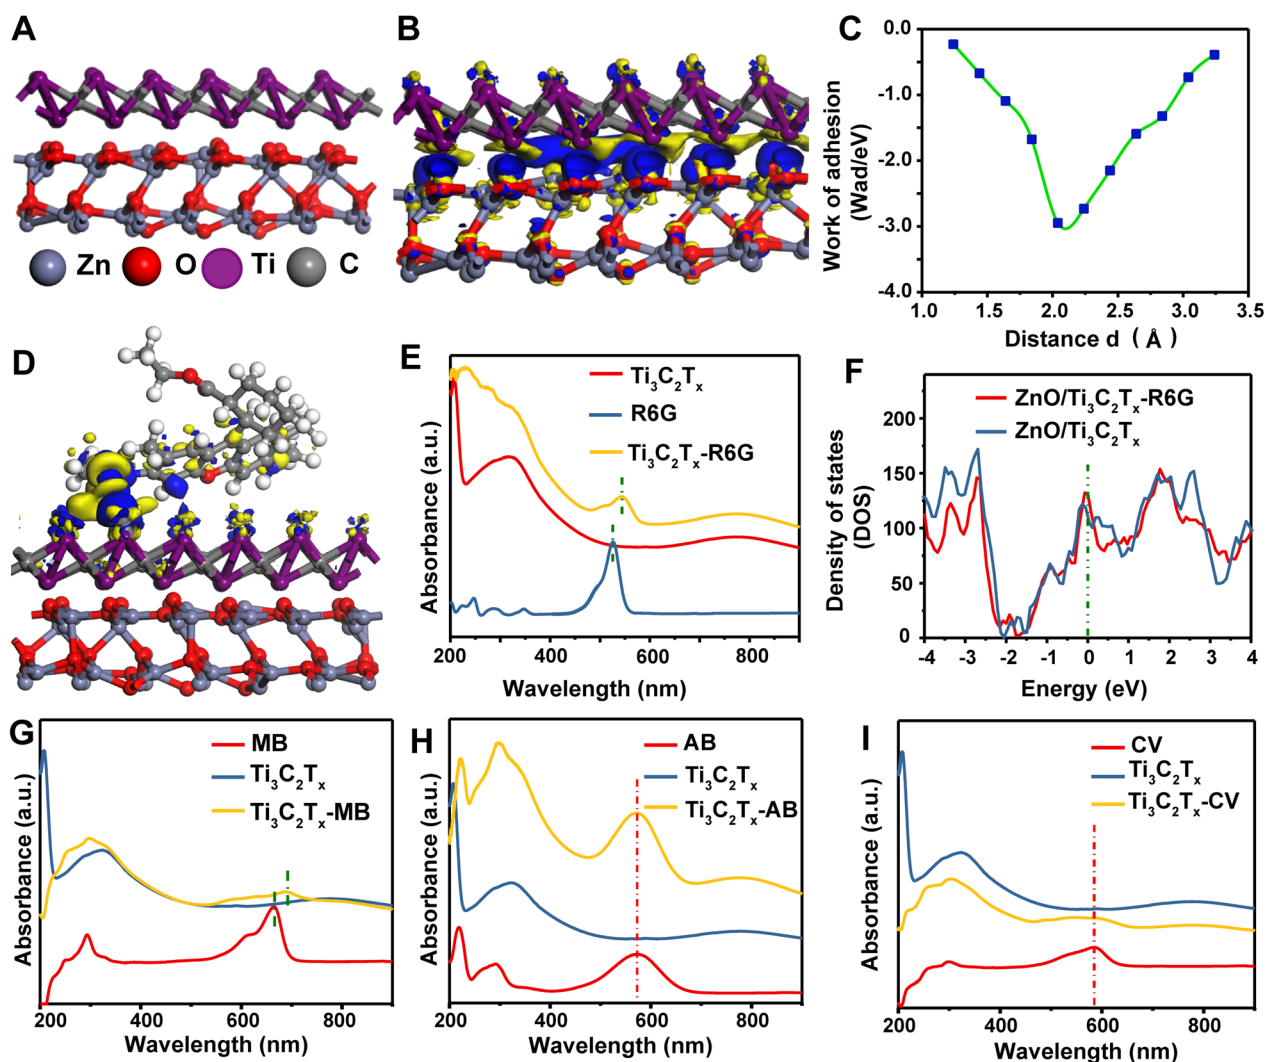 A
Zn O Ti C
B
C
Work of adhesion
(Wad/eV)
0.0
-1.0
-2.0
-3.0
-4.0
1.0 1.5 2.0 2.5 3.0 3.5
Distance d (Å)
D
E
Absorbance (a.u.)
Ti₃C₂Tₓ
R6G
Ti₃C₂Tₓ-R6G
200 400 600 800
Wavelength (nm)
F
Density of states
(DOS)
200
150
100
50
0
ZnO/Ti₃C₂Tₓ-R6G
ZnO/Ti₃C₂Tₓ
-4 -3 -2 -1 0 1 2 3 4
Energy (eV)
G
Absorbance (a.u.)
MB
Ti₃C₂Tₓ
Ti₃C₂Tₓ-MB
200 400 600 800
Wavelength (nm)
H
Absorbance (a.u.)
AB
Ti₃C₂Tₓ
Ti₃C₂Tₓ-AB
200 400 600 800
Wavelength (nm)
I
Absorbance (a.u.)
CV
Ti₃C₂Tₓ
Ti₃C₂Tₓ-CV
200 400 600 800
Wavelength (nm)